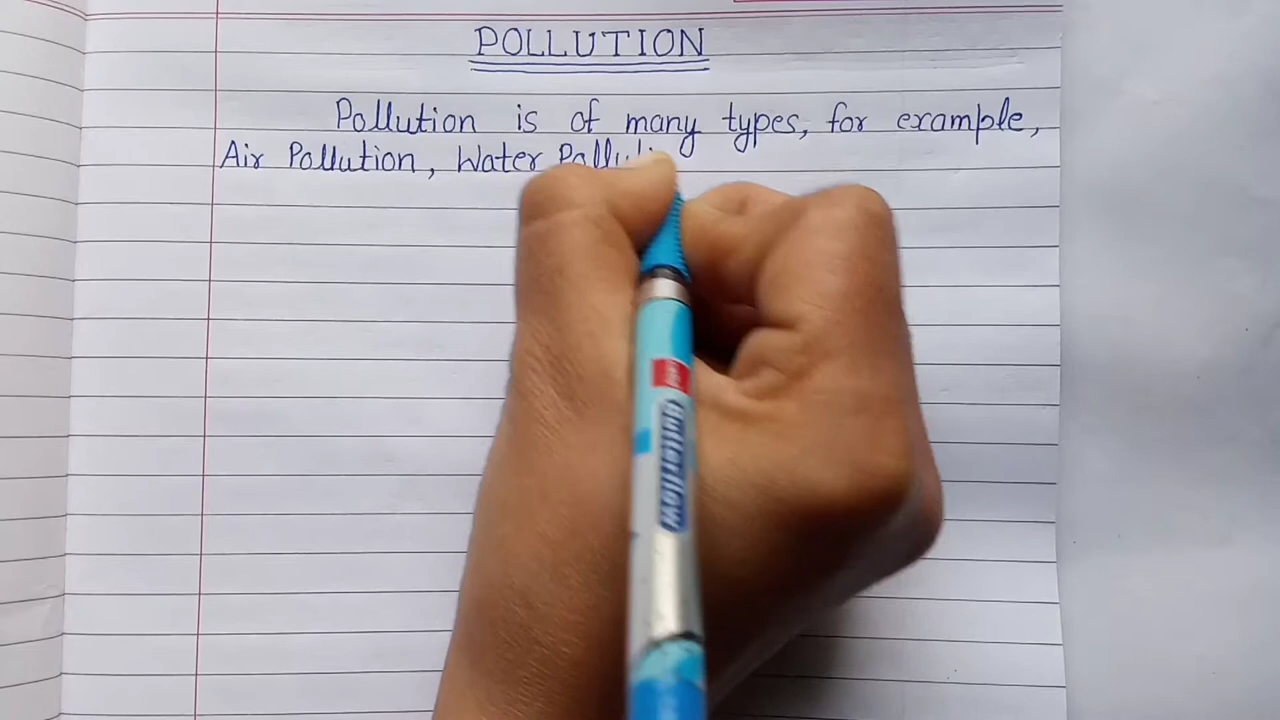 POLLUTION
Pollution is of many types, for example,
Air Pollution, Water